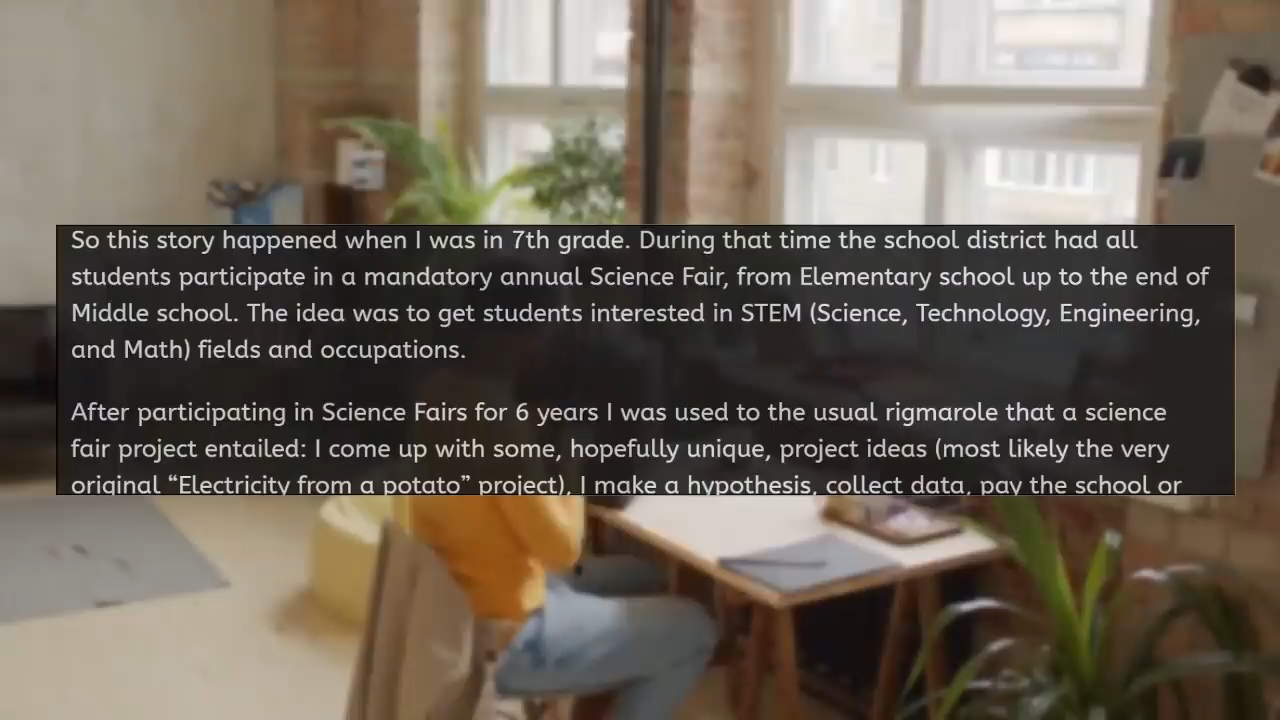 So this story happened when I was in 7th grade. During that time the school district had all
students participate in a mandatory annual Science Fair, from Elementary school up to the end of
Middle school. The idea was to get students interested in STEM (Science, Technology, Engineering,
and Math) fields and occupations.
After participating in Science Fairs for 6 years I was used to the usual rigmarole that a science
fair project entailed: I come up with some, hopefully unique, project ideas (most likely the very
original “Electricity from a potato” project), I make a hypothesis, collect data, pay the school or